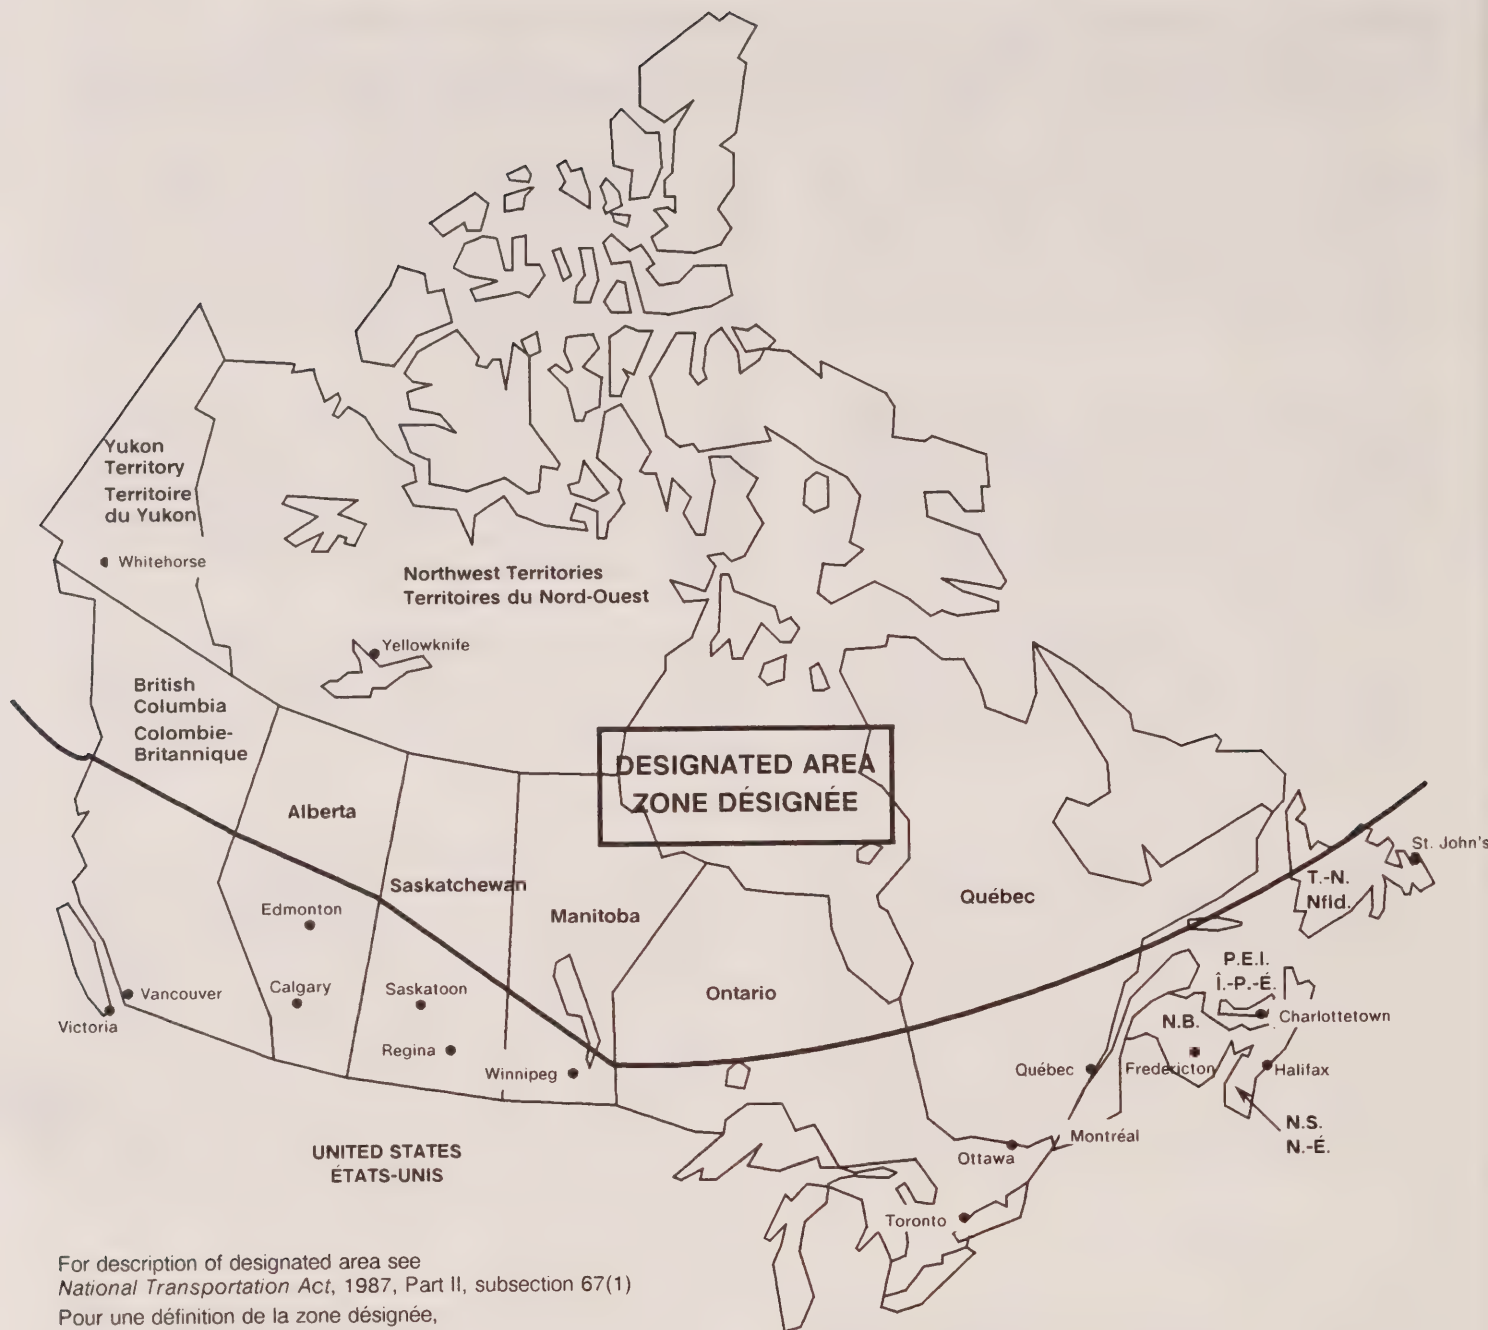 Yukon
Territory
Territoire
du Yukon
Whitehorse
Northwest Territories
Territoires du Nord-Ouest
Yellowknife
British
Columbia
Colombie-
Britannique
DESIGNATED AREA
ZONE DÉSIGNÉE
Alberta
Saskatchewan
Manitoba
Ontario
Québec
T.-N.
Nfld.
St. John's
Edmonton
Calgary
Saskatoon
Regina
Winnipeg
Vancouver
Victoria
P.E.I.
Î.-P.-É.
Charlottetown
N.B.
Fredericton
Halifax
N.S.
N.-É.
Québec
Montréal
Ottawa
Toronto
UNITED STATES
ÉTATS-UNIS
For description of designated area see
National Transportation Act, 1987, Part II, subsection 67(1)
Pour une définition de la zone désignée,